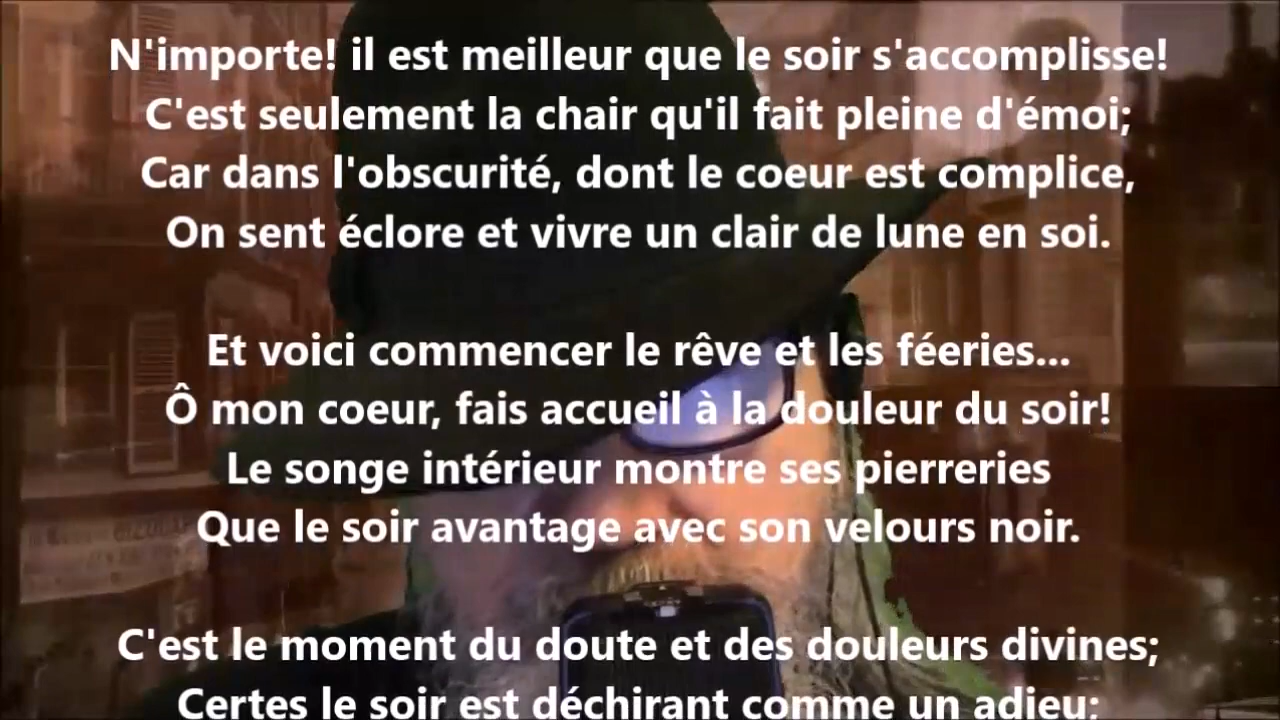 N'importe! il est meilleur que le soir s'accomplisse!
C'est seulement la chair qu'il fait pleine d'émoi;
Car dans l'obscurité, dont le coeur est complice,
On sent éclore et vivre un clair de lune en soi.
Et voici commencer le rêve et les féeries...
Ô mon coeur, fais accueil à la douleur du soir!
Le songe intérieur montre ses pierreries
Que le soir avantage avec son velours noir.
C'est le moment du doute et des douleurs divines;
Certes le soir est déchirant comme un adieu;